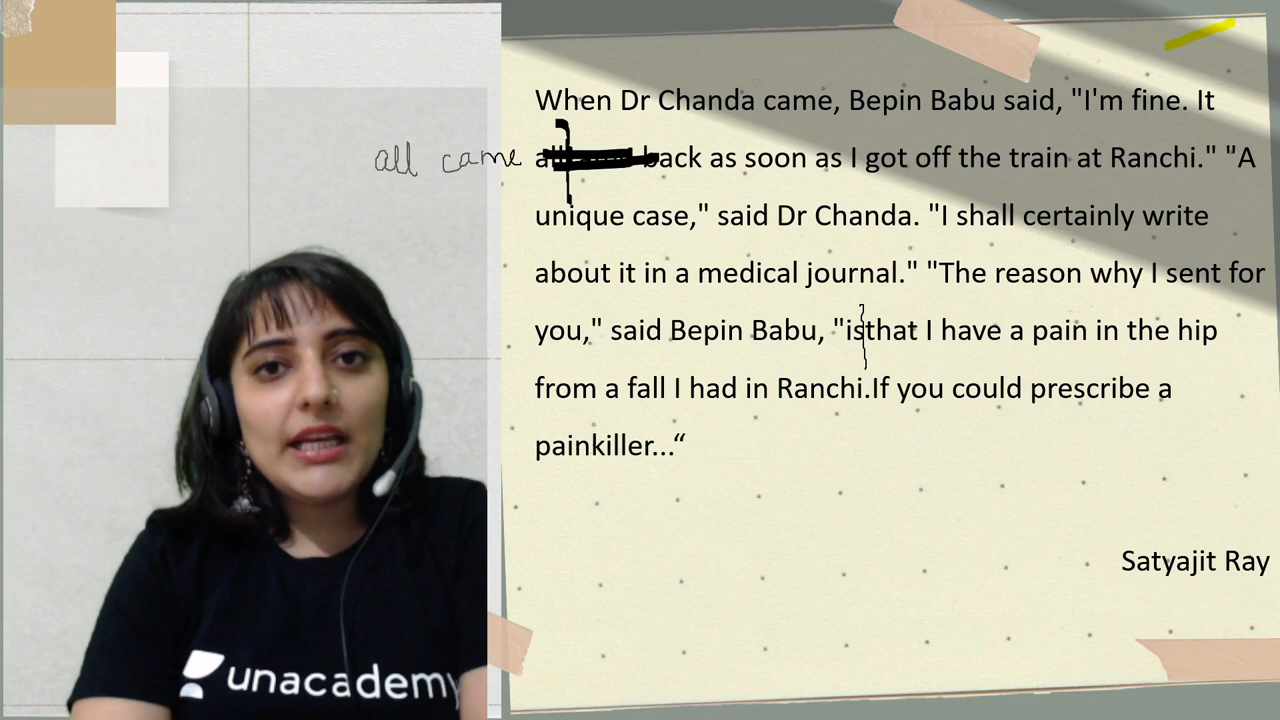 When Dr Chanda came, Bepin Babu said, "I'm fine. It
all came back as soon as I got off the train at Ranchi." "A
unique case," said Dr Chanda. "I shall certainly write
about it in a medical journal." "The reason why I sent for
you," said Bepin Babu, "isthat I have a pain in the hip
from a fall I had in Ranchi.If you could prescribe a
painkiller...“
Satyajit Ray
unacademy